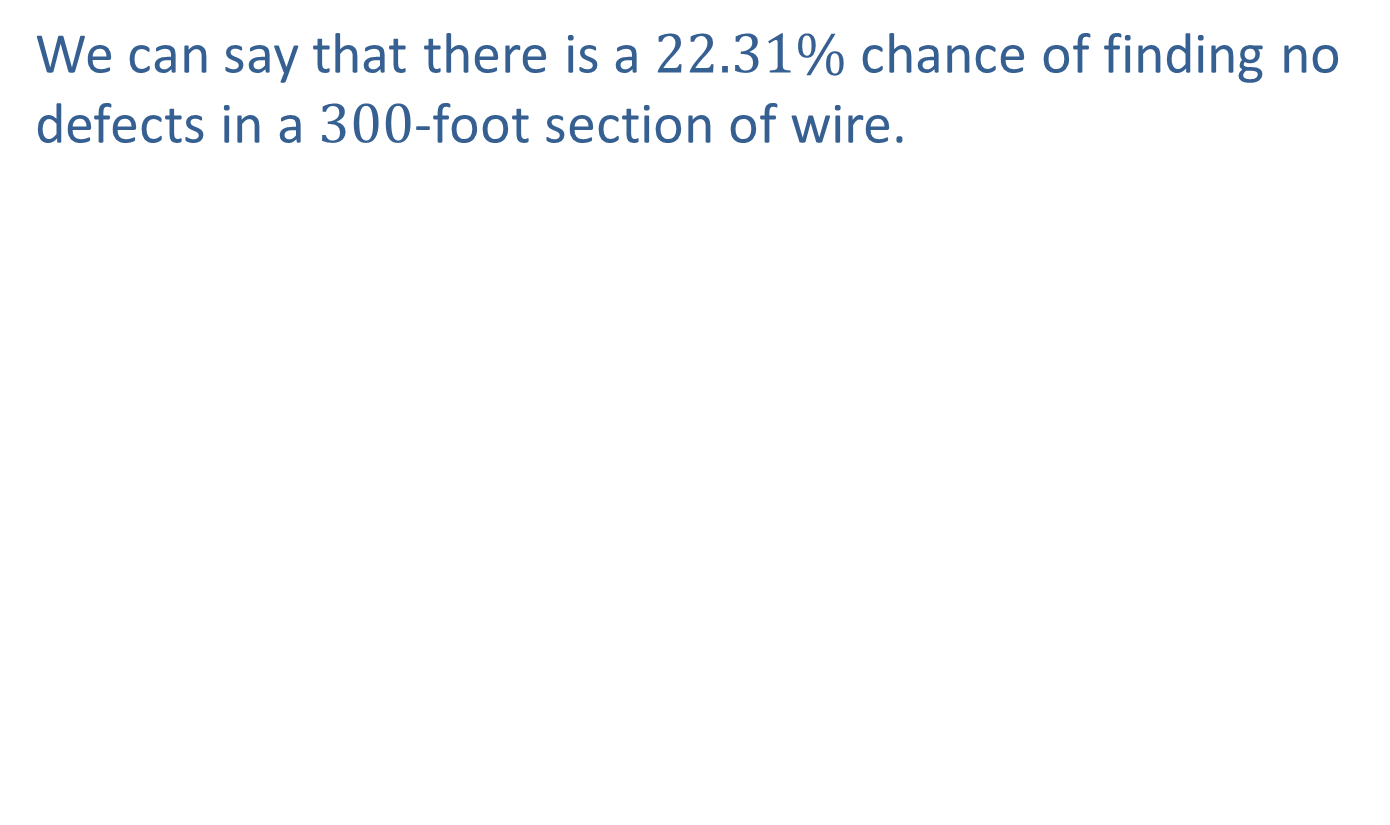 We can say that there is a 22.31% chance of finding no
defects in a 300-foot section of wire.